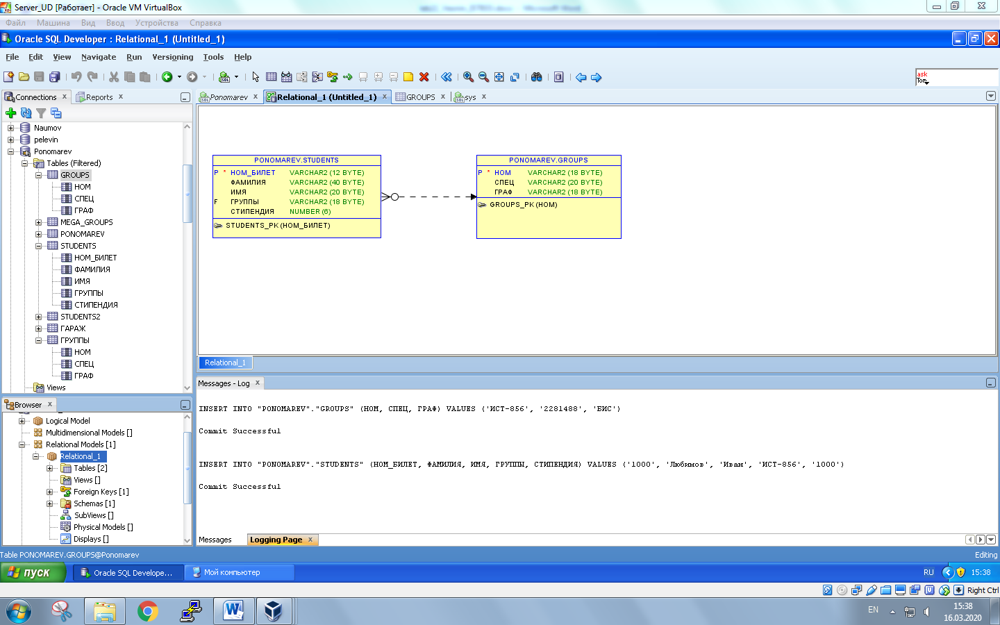 Server_UD [Работает] - Oracle VM VirtualBox
Файл Машина Вид Ввод Устройства Справка
Oracle SQL Developer : Relational_1 (Untitled_1)
File Edit View Navigate Run Versioning Tools Help
ask
Tom
Connections Reports
Ponomarev Relational_1 (Untitled_1) GROUPS sys
Naumov
pelevin
Ponomarev
Tables (Filtered)
GROUPS
НОМ
СПЕЦ
ГРАФ
MEGA_GROUPS
PONOMAREV
STUDENTS
НОМ_БИЛЕТ
ФАМИЛИЯ
ИМЯ
ГРУППЫ
СТИПЕНДИЯ
STUDENTS2
ГАРАЖ
ГРУППЫ
НОМ
СПЕЦ
ГРАФ
Views
PONOMAREV.STUDENTS
P * НОМ_БИЛЕТ VARCHAR2 (12 BYTE)
ФАМИЛИЯ VARCHAR2 (40 BYTE)
ИМЯ VARCHAR2 (20 BYTE)
F ГРУППЫ VARCHAR2 (18 BYTE)
СТИПЕНДИЯ NUMBER (6)
STUDENTS_PK (НОМ_БИЛЕТ)
PONOMAREV.GROUPS
P * НОМ VARCHAR2 (18 BYTE)
СПЕЦ VARCHAR2 (20 BYTE)
ГРАФ VARCHAR2 (18 BYTE)
GROUPS_PK (НОМ)
Relational_1
Browser
Logical Model
Multidimensional Models []
Relational Models [1]
Relational_1
Tables [2]
Views []
Foreign Keys [1]
Schemas [1]
SubViews []
Physical Models []
Displays []
Messages - Log
INSERT INTO "PONOMAREV"."GROUPS" (НОМ, СПЕЦ, ГРАФ) VALUES ('ИСТ-856', '2281488', 'БИС')
Commit Successful
INSERT INTO "PONOMAREV"."STUDENTS" (НОМ_БИЛЕТ, ФАМИЛИЯ, ИМЯ, ГРУППЫ, СТИПЕНДИЯ) VALUES ('1000', 'Любимов', 'Иван', 'ИСТ-856', '1000')
Commit Successful
Messages Logging Page
Table PONOMAREV.GROUPS@Ponomarev Editing
пуск Oracle SQL Develope... Мой компьютер RU 15:38
Right Ctrl
EN 15:38
16.03.2020